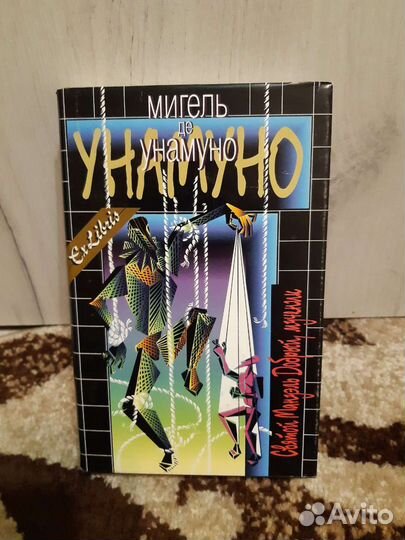 мигель
де
УНАМУНО
унамуно
Ex Libris
Святой Мануэль Добрый, мученик
Avito